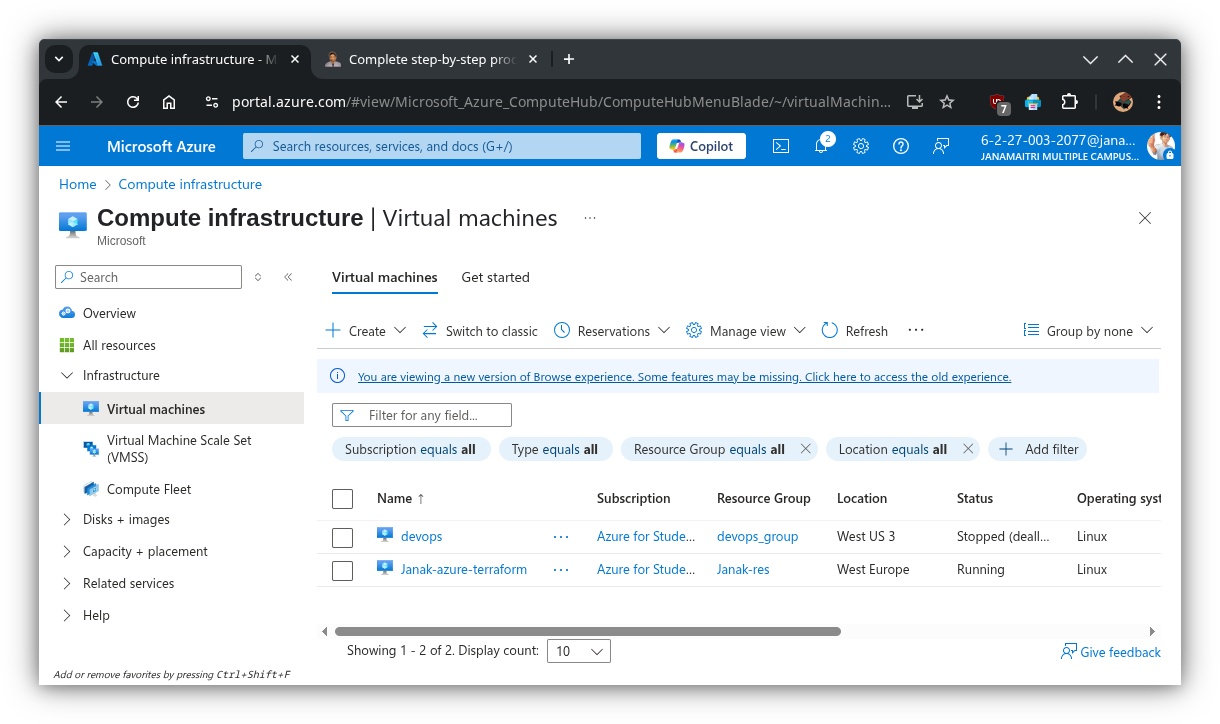 Compute infrastructure - M
Complete step-by-step proc
portal.azure.com/#view/Microsoft_Azure_ComputeHub/ComputeHubMenuBlade/~/virtualMachin...
7
Microsoft Azure
Search resources, services, and docs (G+/)
Copilot
2
6-2-27-003-2077@jana...
JANAMAITRI MULTIPLE CAMPUS...
Home > Compute infrastructure
Compute infrastructure | Virtual machines ...
Microsoft
Search
Overview
All resources
Infrastructure
Virtual machines
Virtual Machine Scale Set
(VMSS)
Compute Fleet
Disks + images
Capacity + placement
Related services
Help
Add or remove favorites by pressing Ctrl+Shift+F
Virtual machines Get started
Create Switch to classic Reservations Manage view Refresh ... Group by none
You are viewing a new version of Browse experience. Some features may be missing. Click here to access the old experience.
Filter for any field...
Subscription equals all Type equals all Resource Group equals all Location equals all Add filter
Name ↑ Subscription Resource Group Location Status Operating syst
devops ... Azure for Stude... devops_group West US 3 Stopped (deall... Linux
Janak-azure-terraform ... Azure for Stude... Janak-res West Europe Running Linux
Showing 1 - 2 of 2. Display count: 10
Give feedback